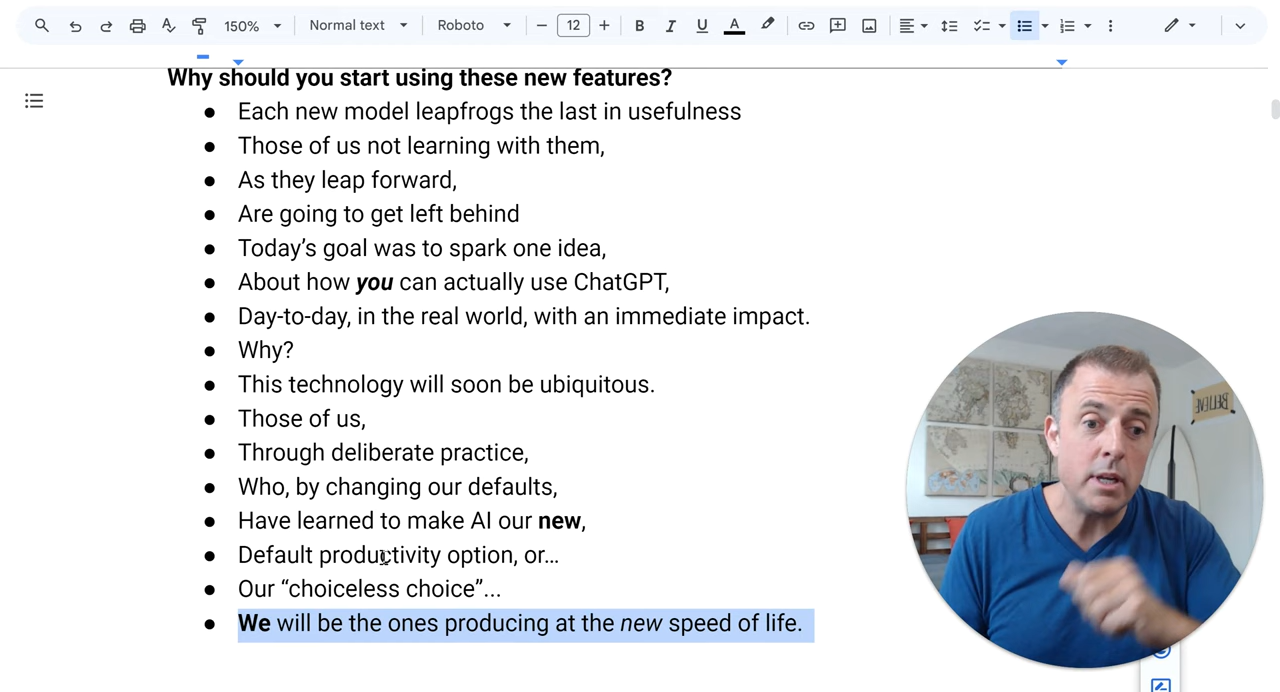 150%
Normal text
Roboto
12
B I U A
Why should you start using these new features?
● Each new model leapfrogs the last in usefulness
● Those of us not learning with them,
● As they leap forward,
● Are going to get left behind
● Today’s goal was to spark one idea,
● About how you can actually use ChatGPT,
● Day-to-day, in the real world, with an immediate impact.
● Why?
● This technology will soon be ubiquitous.
● Those of us,
● Through deliberate practice,
● Who, by changing our defaults,
● Have learned to make AI our new,
● Default productivity option, or...
● Our “choiceless choice”...
● We will be the ones producing at the new speed of life.
BELIEVE